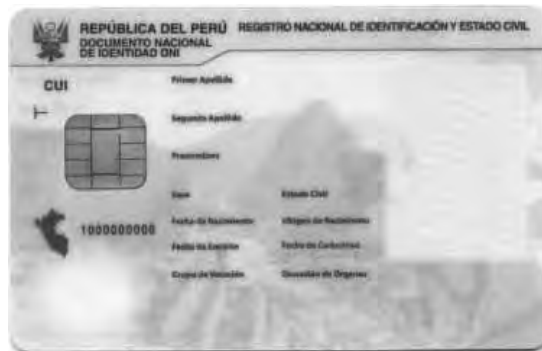 REPÚBLICA DEL PERÚ REGISTRO NACIONAL DE IDENTIFICACIÓN Y ESTADO CIVIL
DOCUMENTO NACIONAL
DE IDENTIDAD DNI
CUI
Primer Apellido
Segundo Apellido
Prenombres
Sexo Estado Civil
1000000000
Fecha de Nacimiento Ubigeo de Nacimiento
Fecha de Emisión Fecha de Caducidad
Grupo de Votación Donación de Órganos